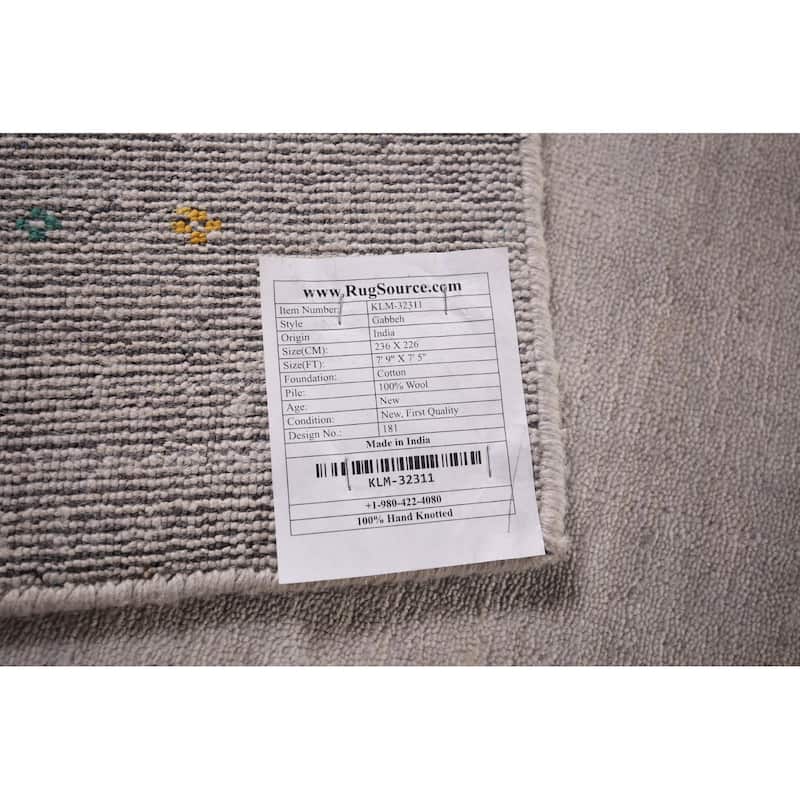 www.RugSource.com
Item Number: KLM-32311
Style Gabbeh
Origin India
Size(CM): 236 X 226
Size(FT): 7' 9" X 7' 5"
Foundation: Cotton
Pile: 100% Wool
Age: New
Condition: New, First Quality
Design No.: 181
Made in India
KLM-32311
+1-980-422-4080
100% Hand Knotted